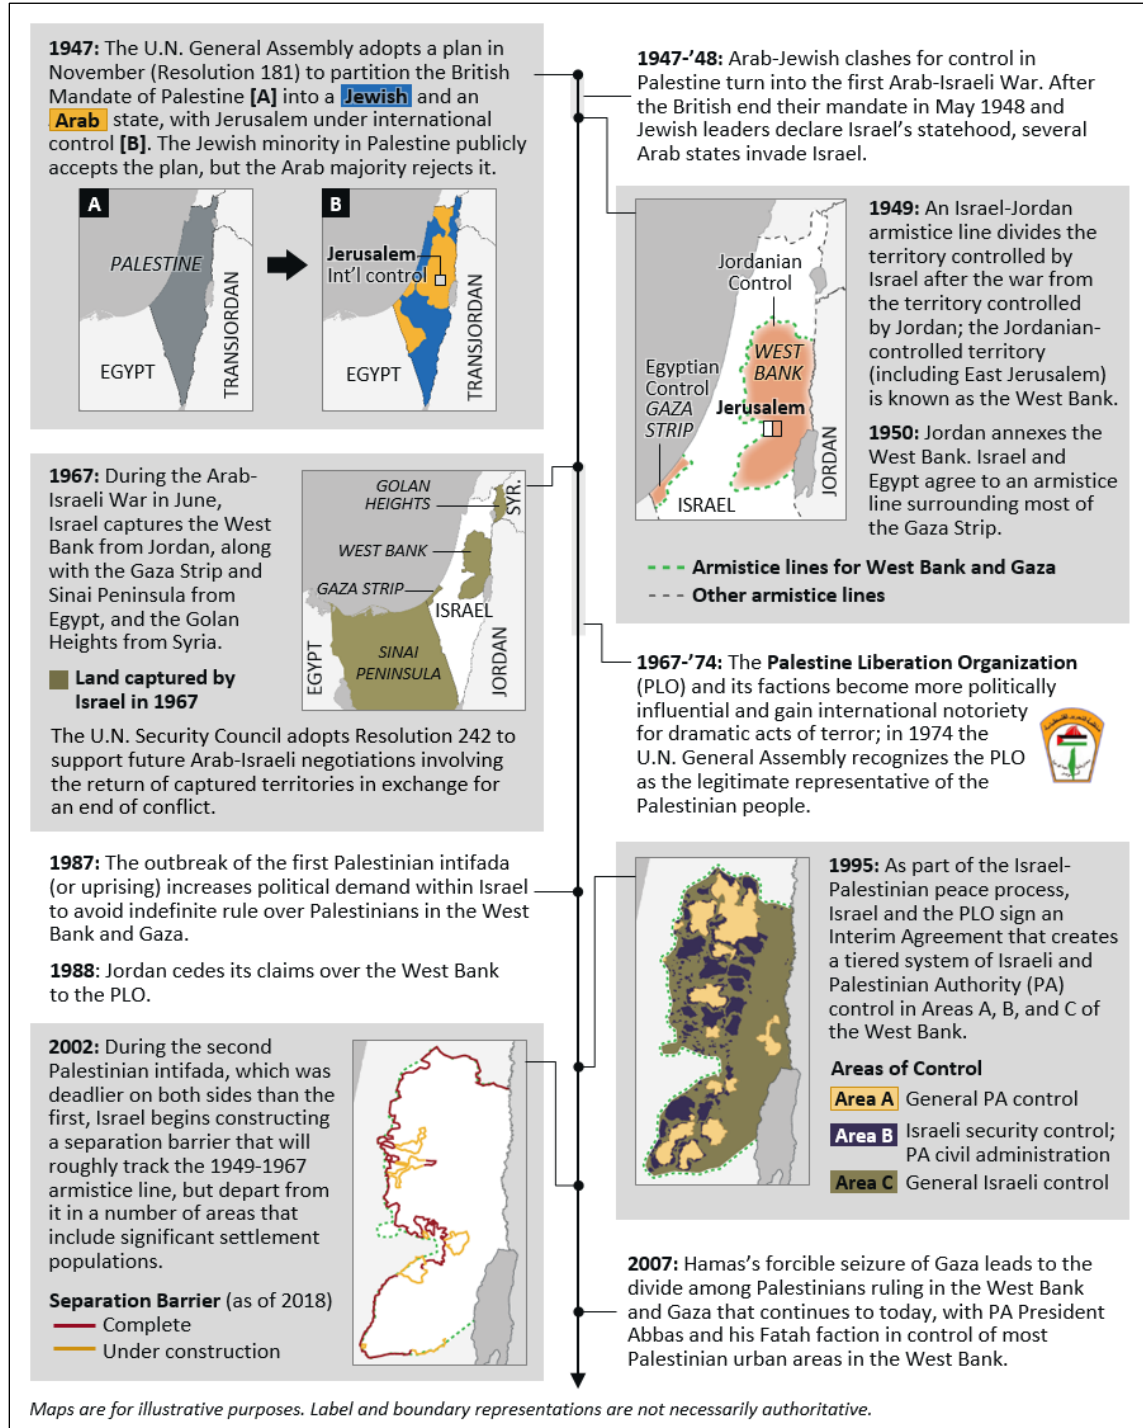 1947: The U.N. General Assembly adopts a plan in
November (Resolution 181) to partition the British
Mandate of Palestine [A] into a Jewish and an
Arab state, with Jerusalem under international
control [B]. The Jewish minority in Palestine publicly
accepts the plan, but the Arab majority rejects it.
A
PALESTINE
EGYPT
TRANSJORDAN
B
Jerusalem
Int'l control
EGYPT
TRANSJORDAN
1947-'48: Arab-Jewish clashes for control in
Palestine turn into the first Arab-Israeli War. After
the British end their mandate in May 1948 and
Jewish leaders declare Israel's statehood, several
Arab states invade Israel.
Jordanian
Control
WEST
BANK
Egyptian
Control
GAZA
STRIP
Jerusalem
ISRAEL
JORDAN
1949: An Israel-Jordan
armistice line divides the
territory controlled by
Israel after the war from
the territory controlled
by Jordan; the Jordanian-
controlled territory
(including East Jerusalem)
is known as the West Bank.
1950: Jordan annexes the
West Bank. Israel and
Egypt agree to an armistice
line surrounding most of
the Gaza Strip.
Armistice lines for West Bank and Gaza
Other armistice lines
1967: During the Arab-
Israeli War in June,
Israel captures the West
Bank from Jordan, along
with the Gaza Strip and
Sinai Peninsula from
Egypt, and the Golan
Heights from Syria.
Land captured by
Israel in 1967
GOLAN
HEIGHTS
SYR.
WEST BANK
GAZA STRIP
ISRAEL
EGYPT
SINAI
PENINSULA
JORDAN
The U.N. Security Council adopts Resolution 242 to
support future Arab-Israeli negotiations involving
the return of captured territories in exchange for
an end of conflict.
1967-'74: The Palestine Liberation Organization
(PLO) and its factions become more politically
influential and gain international notoriety
for dramatic acts of terror; in 1974 the
U.N. General Assembly recognizes the PLO
as the legitimate representative of the
Palestinian people.
1987: The outbreak of the first Palestinian intifada
(or uprising) increases political demand within Israel
to avoid indefinite rule over Palestinians in the West
Bank and Gaza.
1988: Jordan cedes its claims over the West Bank
to the PLO.
1995: As part of the Israel-
Palestinian peace process,
Israel and the PLO sign an
Interim Agreement that creates
a tiered system of Israeli and
Palestinian Authority (PA)
control in Areas A, B, and C of
the West Bank.
Areas of Control
Area A General PA control
Area B Israeli security control;
PA civil administration
Area C General Israeli control
2002: During the second
Palestinian intifada, which was
deadlier on both sides than the
first, Israel begins constructing
a separation barrier that will
roughly track the 1949-1967
armistice line, but depart from
it in a number of areas that
include significant settlement
populations.
Separation Barrier (as of 2018)
Complete
Under construction
2007: Hamas's forcible seizure of Gaza leads to the
divide among Palestinians ruling in the West Bank
and Gaza that continues to today, with PA President
Abbas and his Fatah faction in control of most
Palestinian urban areas in the West Bank.
Maps are for illustrative purposes. Label and boundary representations are not necessarily authoritative.